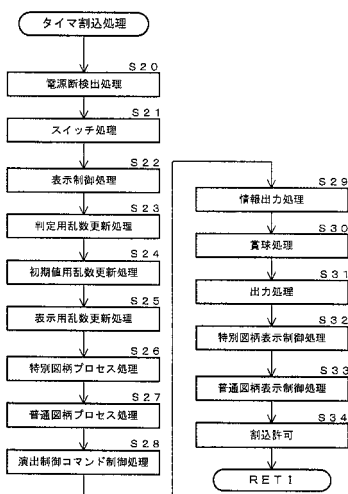 タイマ割込処理
S20
電源断検出処理
S21
スイッチ処理
S22
表示制御処理
S23
判定用乱数更新処理
S24
初期値用乱数更新処理
S25
表示用乱数更新処理
S26
特別図柄プロセス処理
S27
普通図柄プロセス処理
S28
演出制御コマンド制御処理
S29
情報出力処理
S30
賞球処理
S31
出力処理
S32
特別図柄表示制御処理
S33
普通図柄表示制御処理
S34
割込許可
RETI